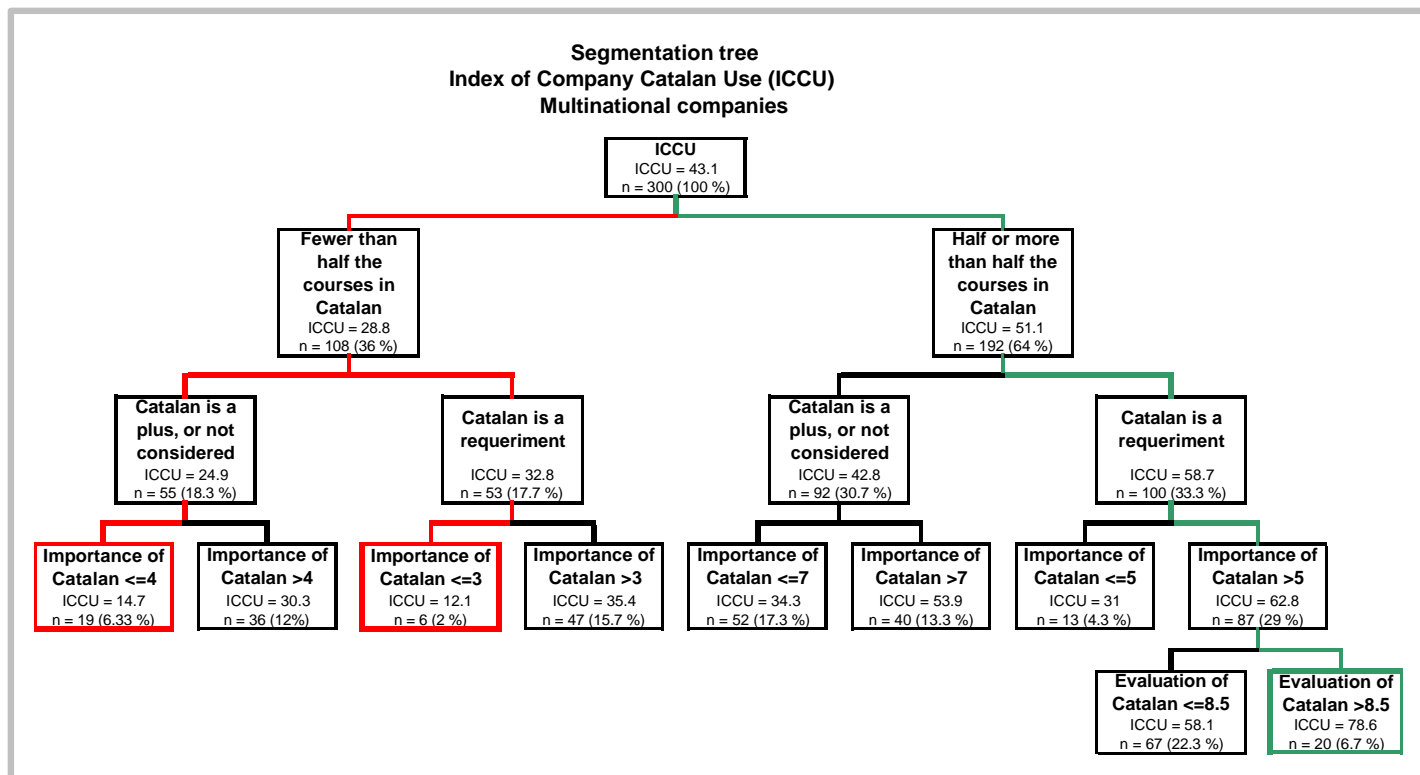 Segmentation tree
Index of Company Catalan Use (ICCU)
Multinational companies
ICCU
ICCU = 43.1
n = 300 (100 %)
Fewer than
half the
courses in
Catalan
ICCU = 28.8
n = 108 (36 %)
Half or more
than half the
courses in
Catalan
ICCU = 51.1
n = 192 (64 %)
Catalan is a
plus, or not
considered
ICCU = 24.9
n = 55 (18.3 %)
Catalan is a
requeriment
ICCU = 32.8
n = 53 (17.7 %)
Catalan is a
plus, or not
considered
ICCU = 42.8
n = 92 (30.7 %)
Catalan is a
requeriment
ICCU = 58.7
n = 100 (33.3 %)
Importance of
Catalan <=4
ICCU = 14.7
n = 19 (6.33 %)
Importance of
Catalan >4
ICCU = 30.3
n = 36 (12%)
Importance of
Catalan <=3
ICCU = 12.1
n = 6 (2 %)
Importance of
Catalan >3
ICCU = 35.4
n = 47 (15.7 %)
Importance of
Catalan <=7
ICCU = 34.3
n = 52 (17.3 %)
Importance of
Catalan >7
ICCU = 53.9
n = 40 (13.3 %)
Importance of
Catalan <=5
ICCU = 31
n = 13 (4.3 %)
Importance of
Catalan >5
ICCU = 62.8
n = 87 (29 %)
Evaluation of
Catalan <=8.5
ICCU = 58.1
n = 67 (22.3 %)
Evaluation of
Catalan >8.5
ICCU = 78.6
n = 20 (6.7 %)